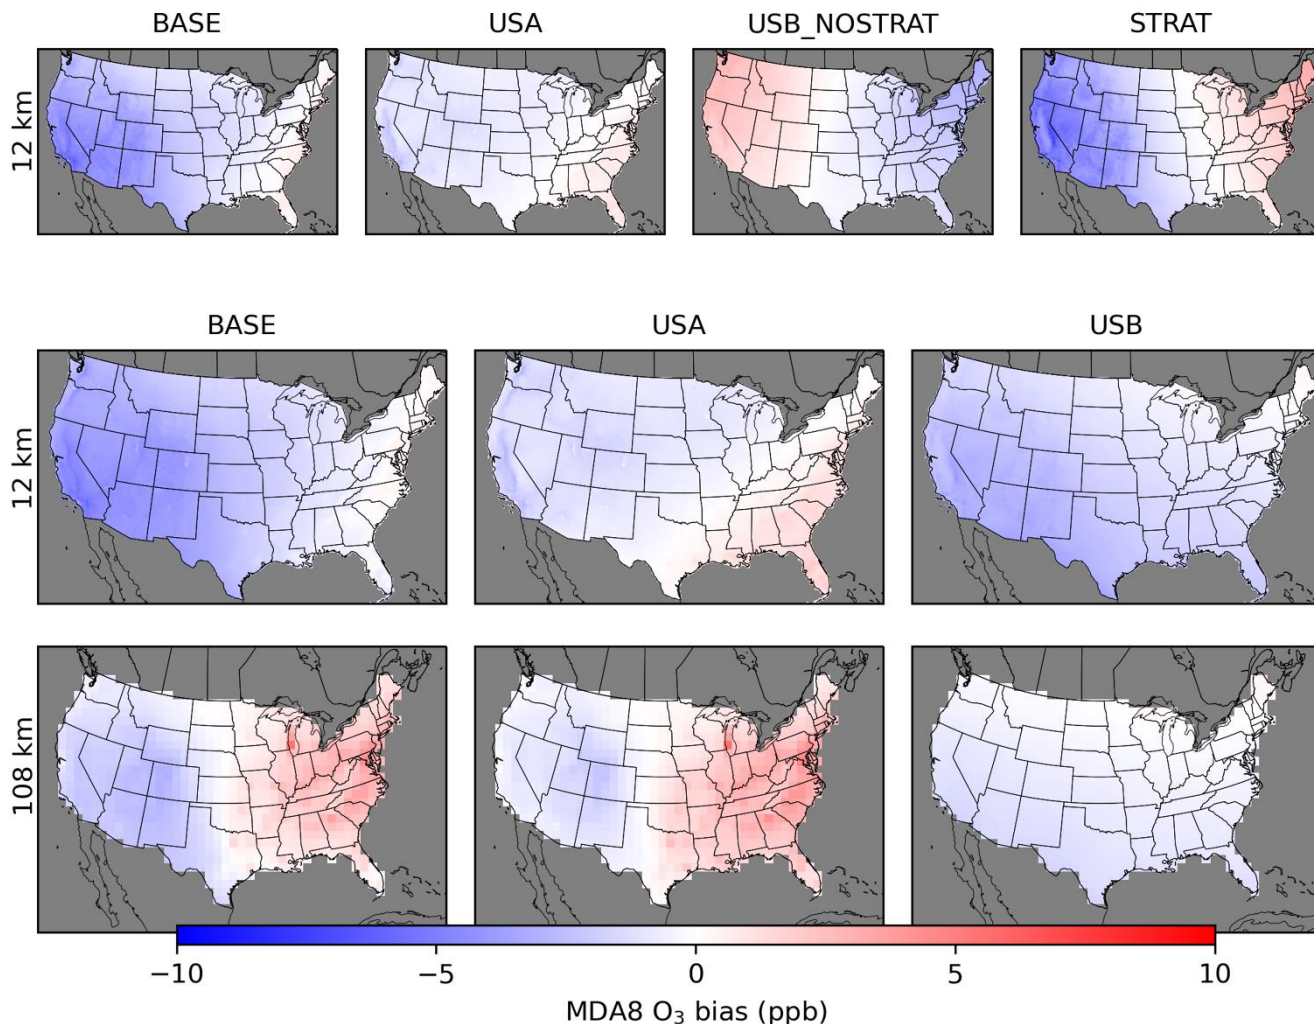 BASE USA USB_NOSTRAT STRAT
12 km
BASE USA USB
12 km
108 km
−10 −5 0 5 10
MDA8 O₃ bias (ppb)